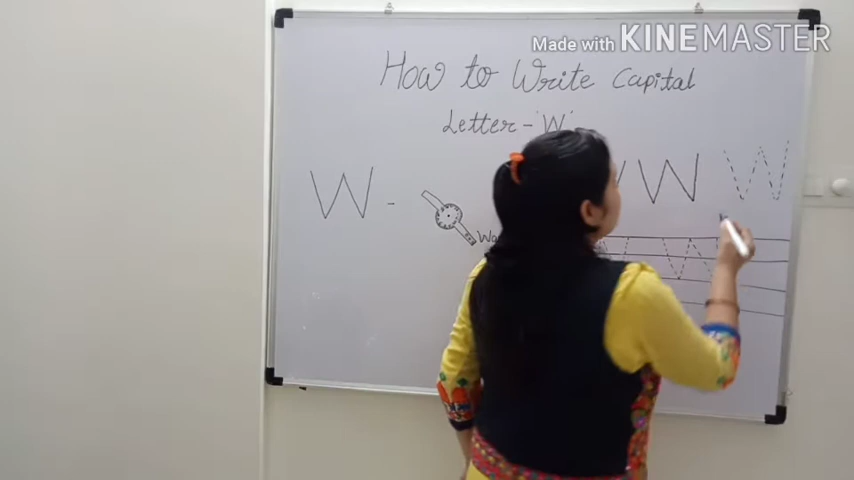 Made with KINEMASTER
How to Write Capital
Letter - 'W'
W -
W W
W